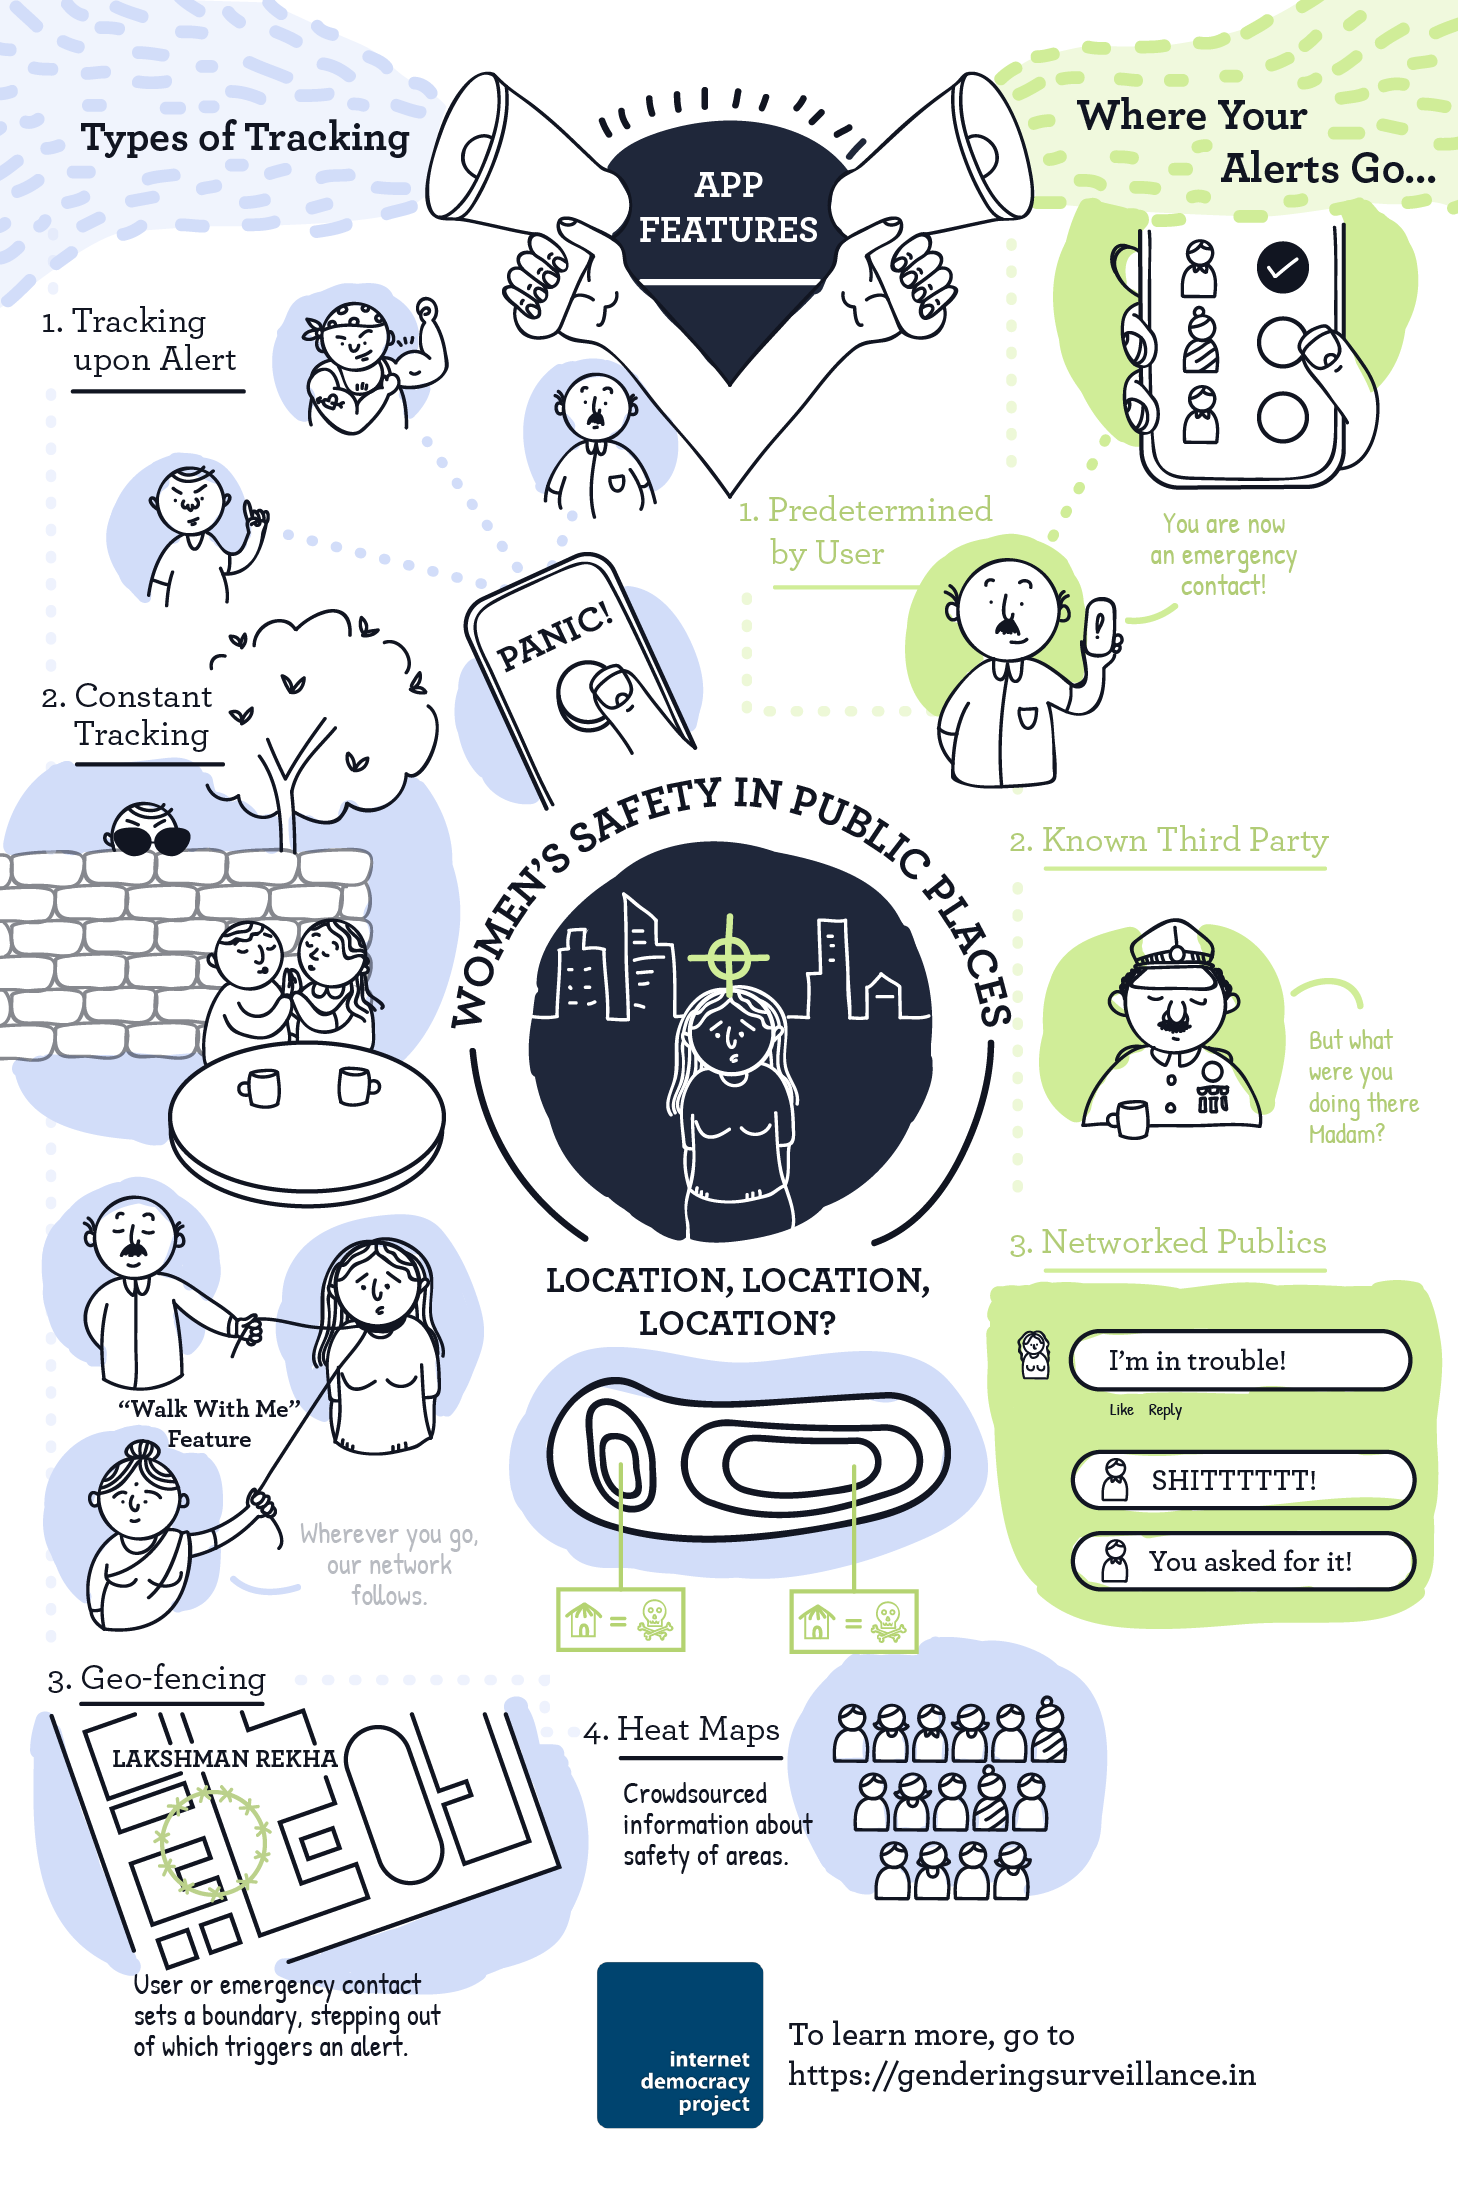 Types of Tracking
APP
FEATURES
Where Your
Alerts Go...
1. Tracking
upon Alert
PANIC!
2. Constant
Tracking
"Walk With Me"
Feature
Wherever you go,
our network
follows.
3. Geo-fencing
LAKSHMAN REKHA
User or emergency contact
sets a boundary, stepping out
of which triggers an alert.
4. Heat Maps
Crowdsourced
information about
safety of areas.
WOMEN'S SAFETY IN PUBLIC PLACES
LOCATION, LOCATION,
LOCATION?
=
=
1. Predetermined
by User
!
You are now
an emergency
contact!
2. Known Third Party
But what
were you
doing there
Madam?
3. Networked Publics
I'm in trouble!
Like Reply
SHITTTTTT!
You asked for it!
internet
democracy
project
To learn more, go to
https://genderingsurveillance.in